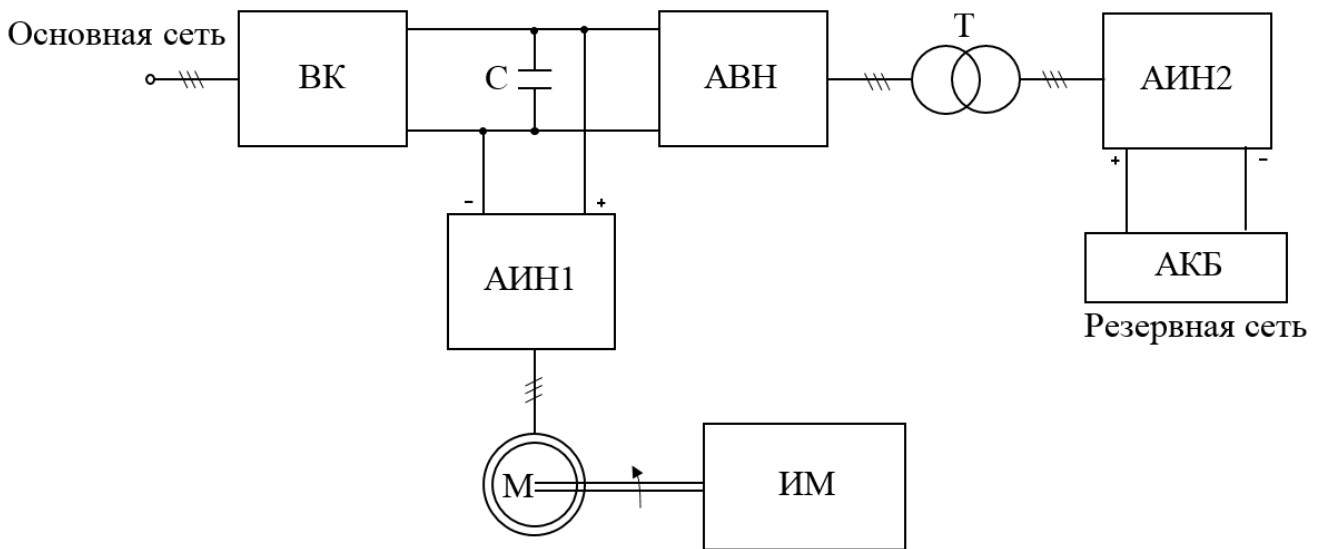 Основная сеть
ВК
С
АВН
Т
АИН2
+
-
АКБ
Резервная сеть
-
+
АИН1
М
ИМ